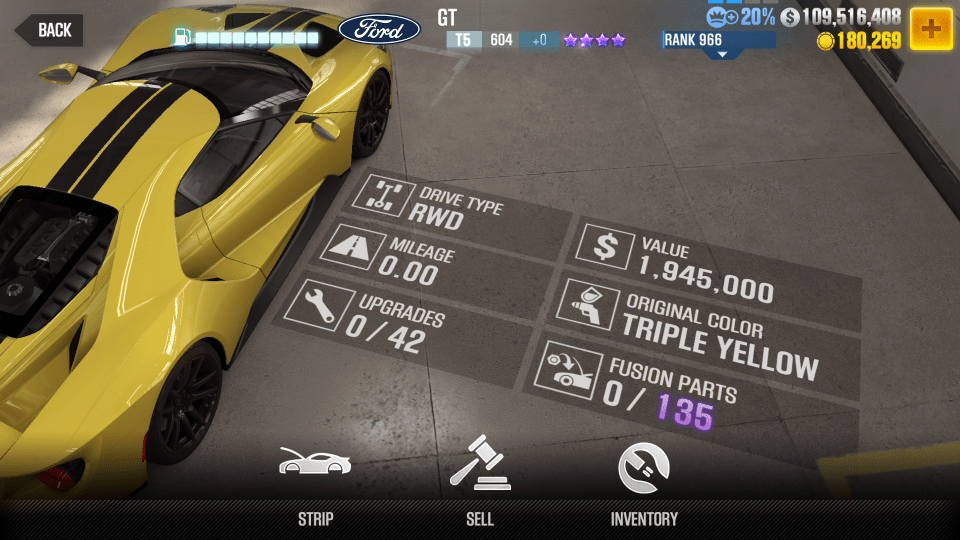 BACK
Ford
GT
T5 604 +0
RANK 966
20%
$ 109,516,408
180,269
DRIVE TYPE
RWD
MILEAGE
0.00
UPGRADES
0 / 42
$
VALUE
1,945,000
ORIGINAL COLOR
TRIPLE YELLOW
FUSION PARTS
0 / 135
STRIP
SELL
INVENTORY